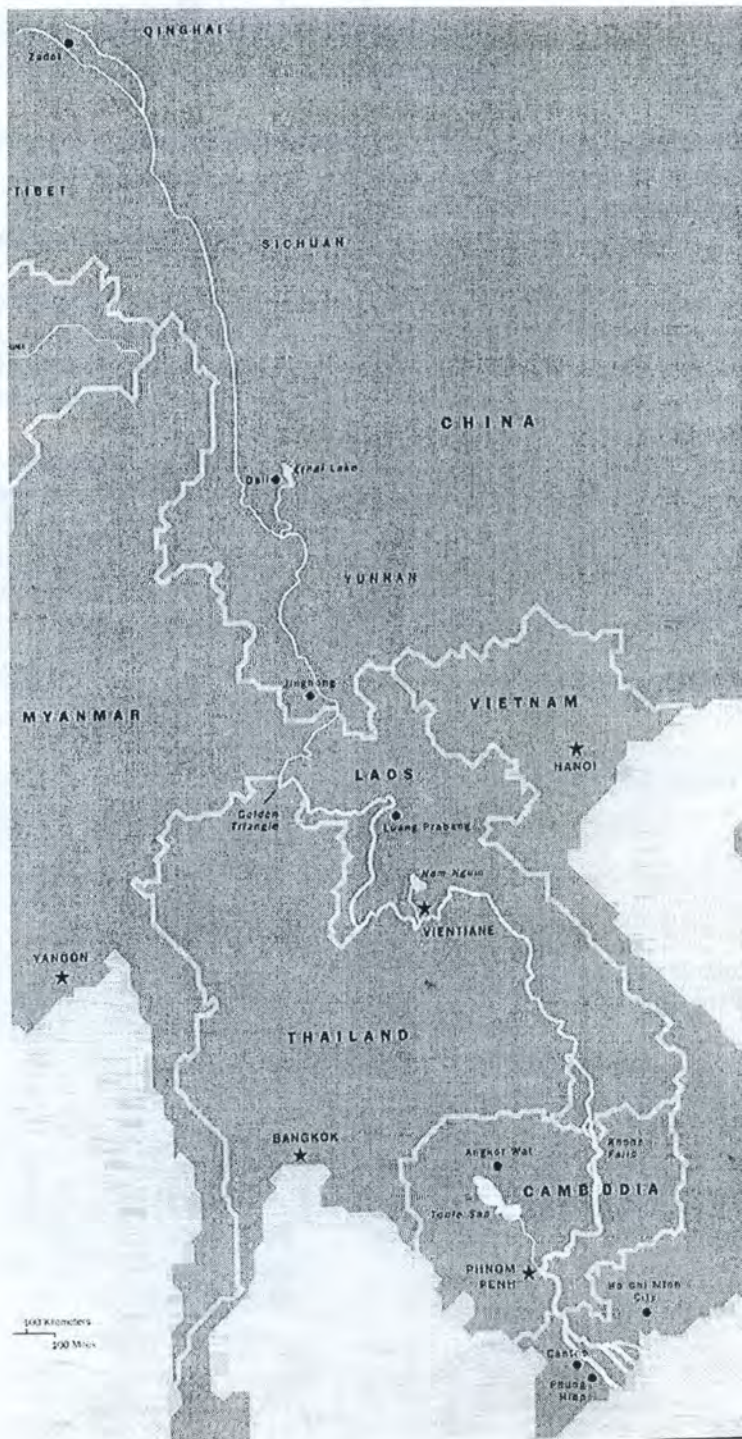 QINGHAI
Zadoi
TIBET
SICHUAN
CHINA
Erhai Lake
Dali
YUNNAN
Jinghong
MYANMAR
VIETNAM
HANOI
LAOS
Golden
Triangle
Luang Prabang
Nam Ngum
VIENTIANE
YANGON
THAILAND
BANGKOK
Angkor Wat
Khone
Falls
CAMBODIA
Tonle Sap
PHNOM
PENH
Ho Chi Minh
City
100 Kilometers
100 Miles
Cantho
Phung
Hiep